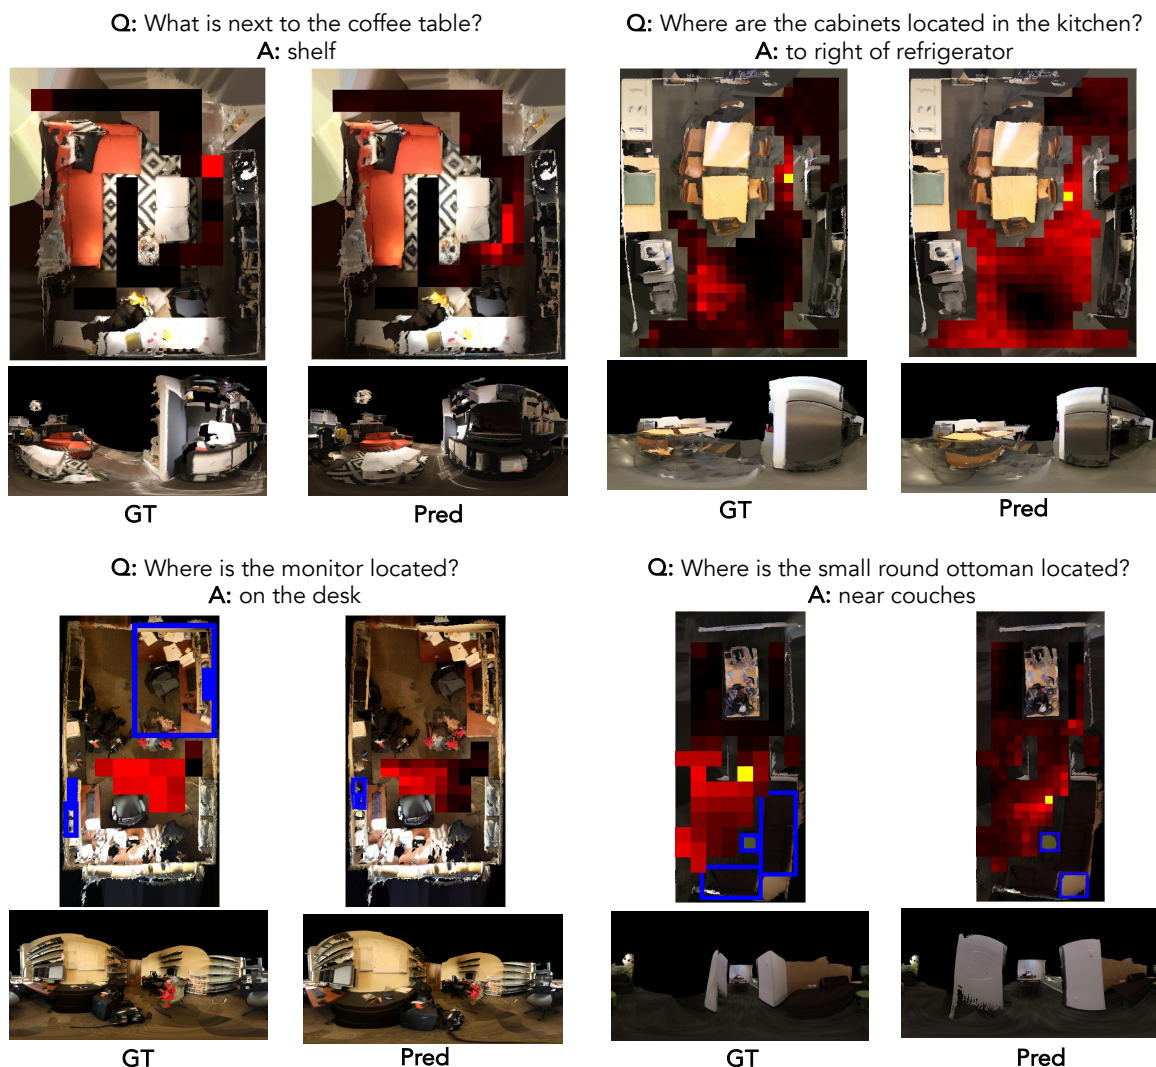 Q: What is next to the coffee table?
A: shelf
Q: Where are the cabinets located in the kitchen?
A: to right of refrigerator
GT
Pred
GT
Pred
Q: Where is the monitor located?
A: on the desk
Q: Where is the small round ottoman located?
A: near couches
GT
Pred
GT
Pred